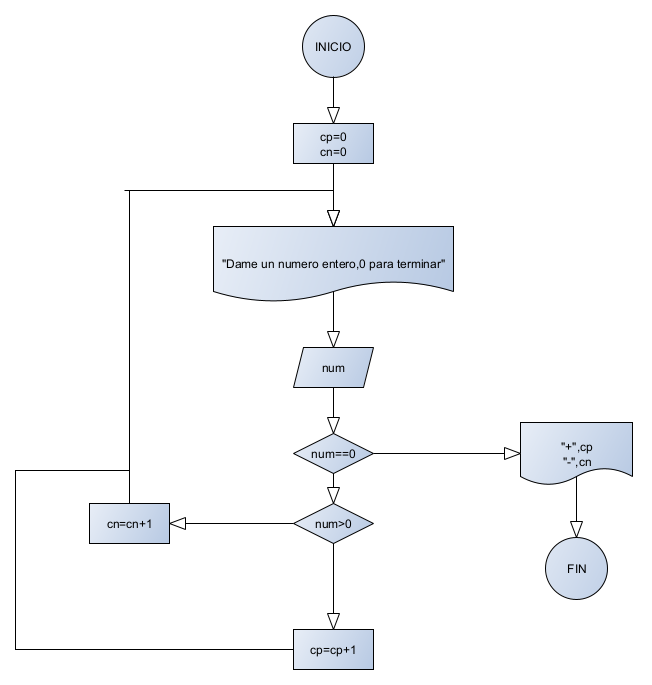 INICIO
cp=0
cn=0
"Dame un numero entero,0 para terminar"
num
num==0
"+",cp
"-",cn
cn=cn+1
num>0
FIN
cp=cp+1